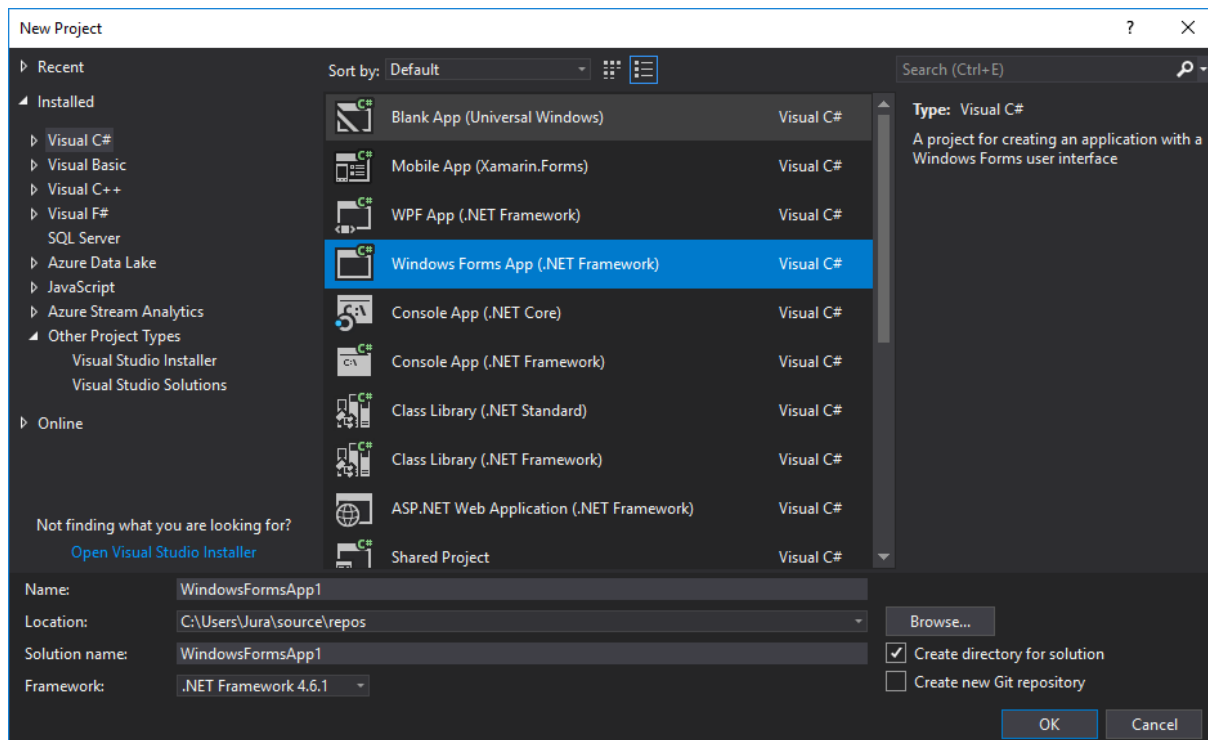 New Project
?
Recent
Installed
Visual C#
Visual Basic
Visual C++
Visual F#
SQL Server
Azure Data Lake
JavaScript
Azure Stream Analytics
Other Project Types
Visual Studio Installer
Visual Studio Solutions
Online
Not finding what you are looking for?
Open Visual Studio Installer
Sort by: Default
C# Blank App (Universal Windows) Visual C#
C# Mobile App (Xamarin.Forms) Visual C#
C# WPF App (.NET Framework) Visual C#
C# Windows Forms App (.NET Framework) Visual C#
C:\ Console App (.NET Core) Visual C#
C# C:\ Console App (.NET Framework) Visual C#
C# Class Library (.NET Standard) Visual C#
C# Class Library (.NET Framework) Visual C#
ASP.NET Web Application (.NET Framework) Visual C#
C# Shared Project Visual C#
Search (Ctrl+E)
Type: Visual C#
A project for creating an application with a
Windows Forms user interface
Name: WindowsFormsApp1
Location: C:\Users\Jura\source\repos
Browse...
Solution name: WindowsFormsApp1
Create directory for solution
Framework: .NET Framework 4.6.1
Create new Git repository
OK Cancel